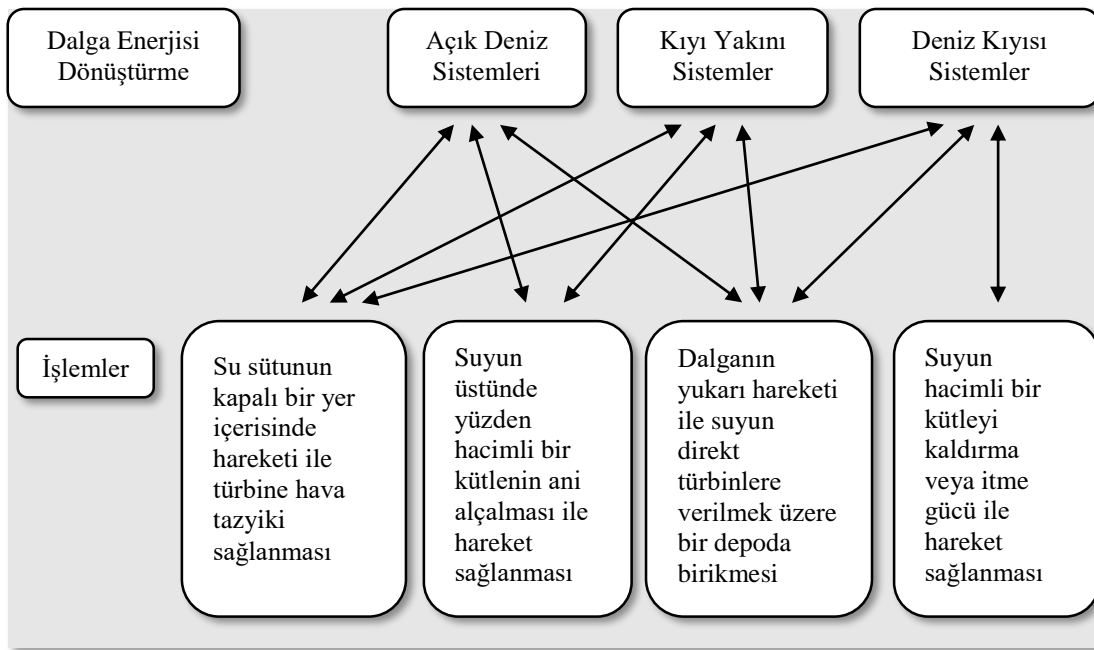 Dalga Enerjisi
Dönüştürme
Açık Deniz
Sistemleri
Kıyı Yakını
Sistemler
Deniz Kıyısı
Sistemler
İşlemler
Su sütunun
kapalı bir yer
içerisinde
hareketi ile
türbine hava
tazyiki
sağlanması
Suyun
üstünde
yüzden
hacimli bir
kütlenin ani
alçalması ile
hareket
sağlanması
Dalganın
yukarı hareketi
ile suyun
direkt
türbinlere
verilmek üzere
bir depoda
birikmesi
Suyun
hacimli bir
kütleyi
kaldırma
veya itme
gücü ile
hareket
sağlanması